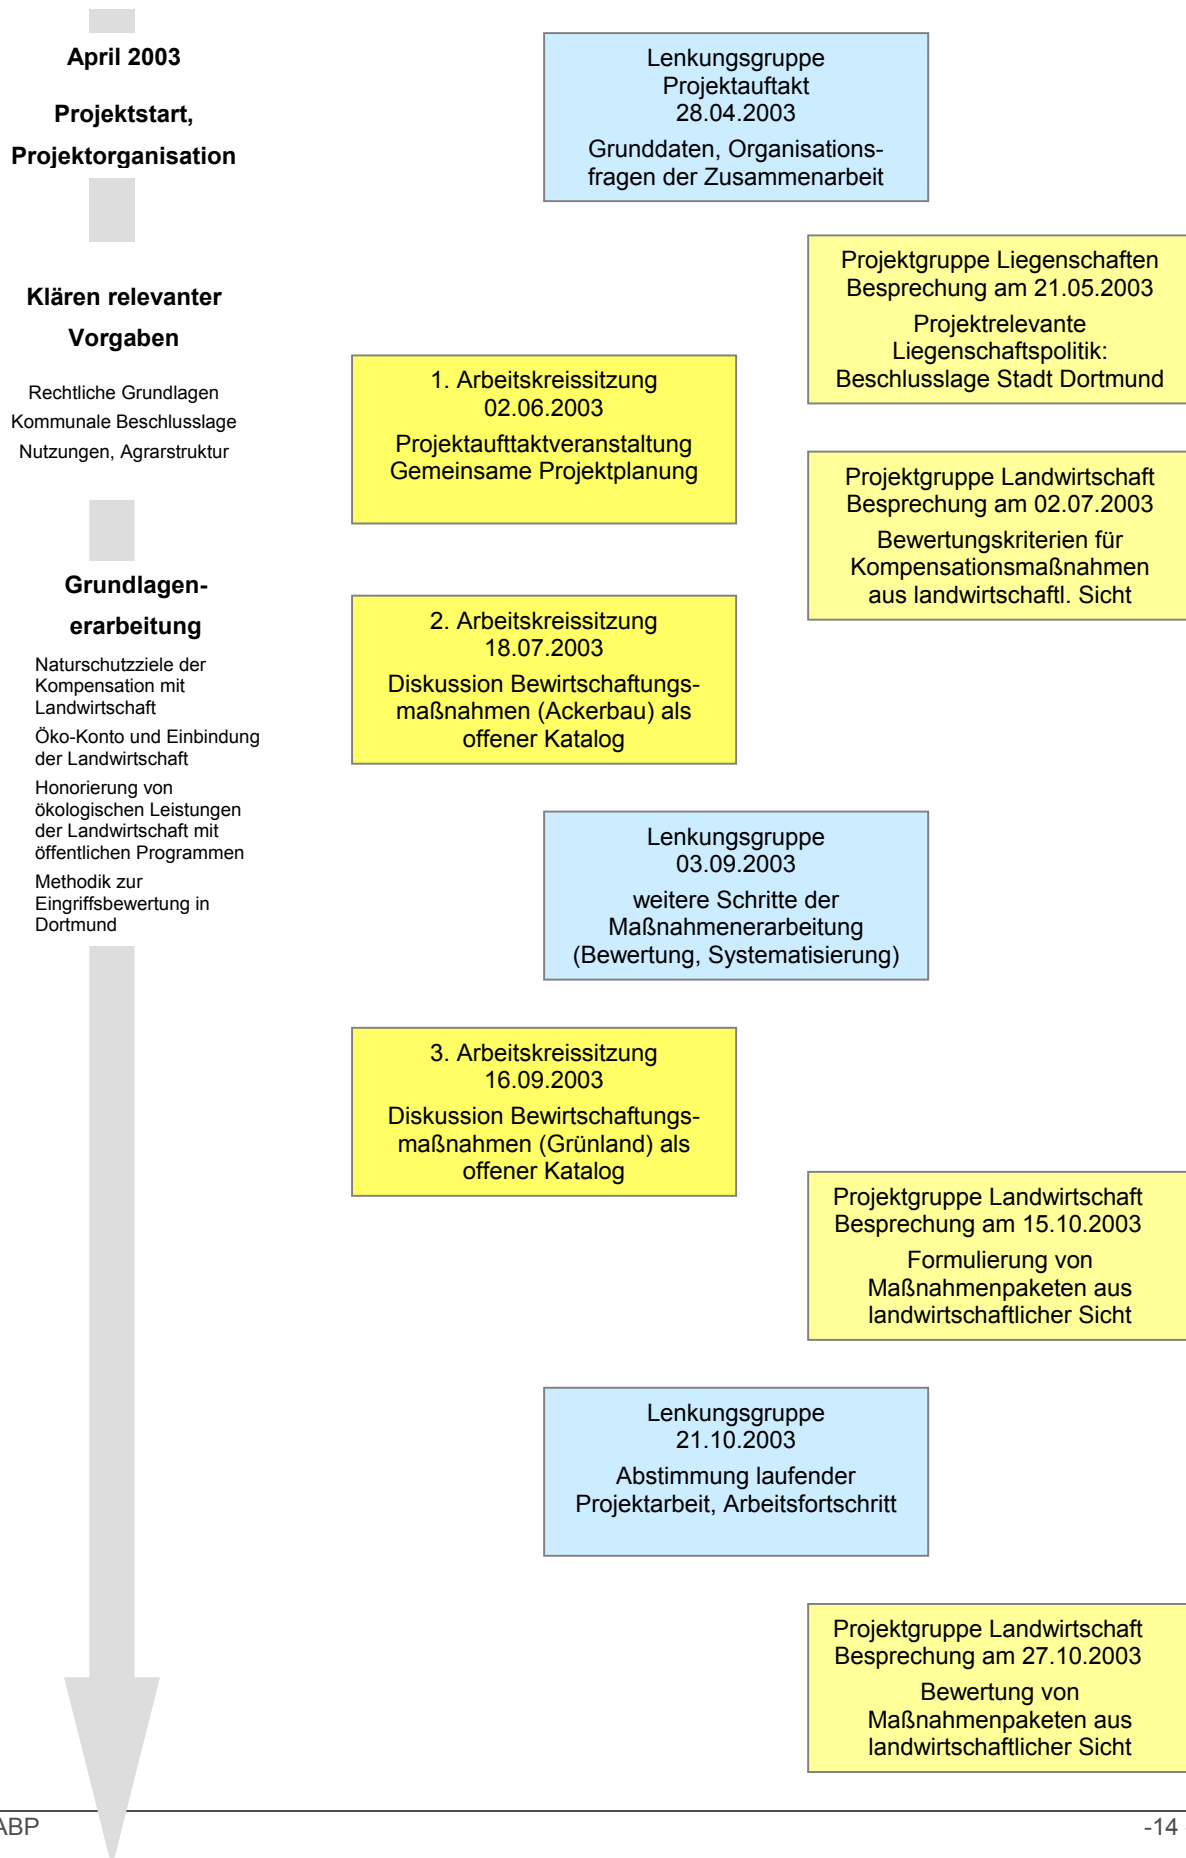 April 2003
Projektstart,
Projektorganisation
Klären relevanter
Vorgaben
Rechtliche Grundlagen
Kommunale Beschlusslage
Nutzungen, Agrarstruktur
Grundlagen-
erarbeitung
Naturschutzziele der
Kompensation mit
Landwirtschaft
Öko-Konto und Einbindung
der Landwirtschaft
Honorierung von
ökologischen Leistungen
der Landwirtschaft mit
öffentlichen Programmen
Methodik zur
Eingriffsbewertung in
Dortmund
Lenkungsgruppe
Projektauftakt
28.04.2003
Grunddaten, Organisations-
fragen der Zusammenarbeit
Projektgruppe Liegenschaften
Besprechung am 21.05.2003
Projektrelevante
Liegenschaftspolitik:
Beschlusslage Stadt Dortmund
1. Arbeitskreissitzung
02.06.2003
Projektaufttaktveranstaltung
Gemeinsame Projektplanung
Projektgruppe Landwirtschaft
Besprechung am 02.07.2003
Bewertungskriterien für
Kompensationsmaßnahmen
aus landwirtschaftl. Sicht
2. Arbeitskreissitzung
18.07.2003
Diskussion Bewirtschaftungs-
maßnahmen (Ackerbau) als
offener Katalog
Lenkungsgruppe
03.09.2003
weitere Schritte der
Maßnahmenerarbeitung
(Bewertung, Systematisierung)
3. Arbeitskreissitzung
16.09.2003
Diskussion Bewirtschaftungs-
maßnahmen (Grünland) als
offener Katalog
Projektgruppe Landwirtschaft
Besprechung am 15.10.2003
Formulierung von
Maßnahmenpaketen aus
landwirtschaftlicher Sicht
Lenkungsgruppe
21.10.2003
Abstimmung laufender
Projektarbeit, Arbeitsfortschritt
Projektgruppe Landwirtschaft
Besprechung am 27.10.2003
Bewertung von
Maßnahmenpaketen aus
landwirtschaftlicher Sicht
ABP
-14